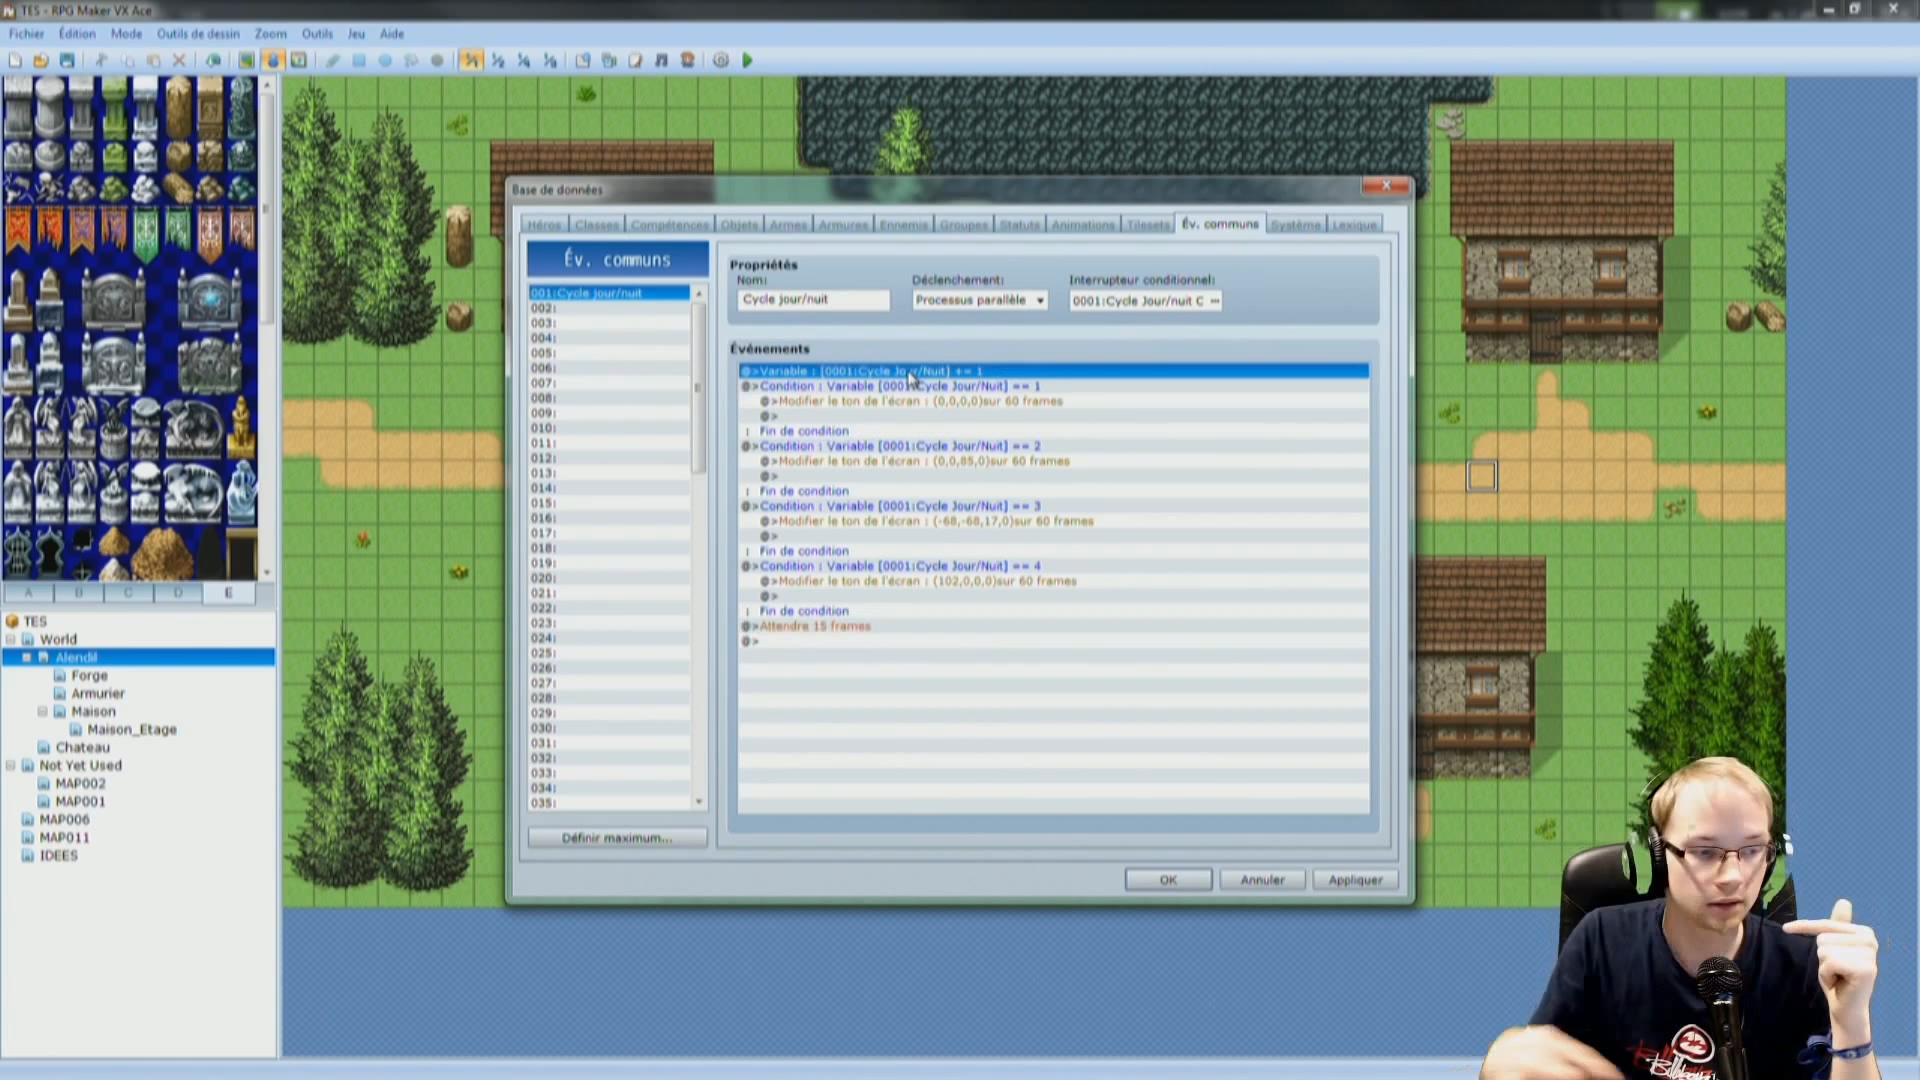 TES - RPG Maker VX Ace
Fichier Édition Mode Outils de dessin Zoom Outils Jeu Aide
Base de données
Héros Classes Compétences Objets Armes Armures Ennemis Groupes Statuts Animations Tilesets Év. communs Système Lexique
Év. communs
001:Cycle jour/nuit
002:
003:
004:
005:
006:
007:
008:
009:
010:
011:
012:
013:
014:
015:
016:
017:
018:
019:
020:
021:
022:
023:
024:
025:
026:
027:
028:
029:
030:
031:
032:
033:
034:
035:
Définir maximum...
Propriétés
Nom: Déclenchement: Interrupteur conditionnel:
Cycle jour/nuit Processus parallèle 0001:Cycle Jour/nuit C ...
Événements
@>Variable : [0001:Cycle Jour/Nuit] += 1
@>Condition : Variable [0001:Cycle Jour/Nuit] == 1
@>Modifier le ton de l'écran : (0,0,0,0)sur 60 frames
@>
: Fin de condition
@>Condition : Variable [0001:Cycle Jour/Nuit] == 2
@>Modifier le ton de l'écran : (0,0,85,0)sur 60 frames
@>
: Fin de condition
@>Condition : Variable [0001:Cycle Jour/Nuit] == 3
@>Modifier le ton de l'écran : (-68,-68,17,0)sur 60 frames
@>
: Fin de condition
@>Condition : Variable [0001:Cycle Jour/Nuit] == 4
@>Modifier le ton de l'écran : (102,0,0,0)sur 60 frames
@>
: Fin de condition
@>Attendre 15 frames
@>
OK Annuler Appliquer
A B C D E
TES
World
Alendil
Forge
Armurier
Maison
Maison_Etage
Chateau
Not Yet Used
MAP002
MAP001
MAP006
MAP011
IDEES